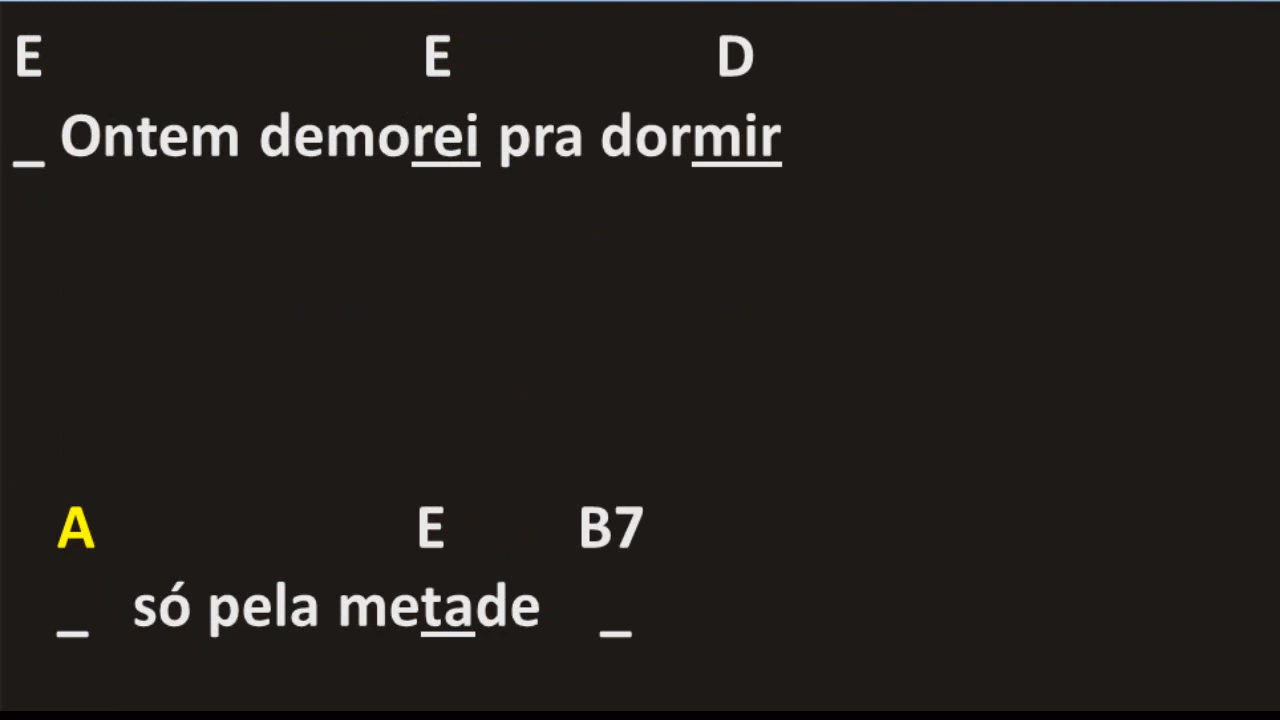 E E D
_ Ontem demorei pra dormir
A E B7
_ só pela metade _